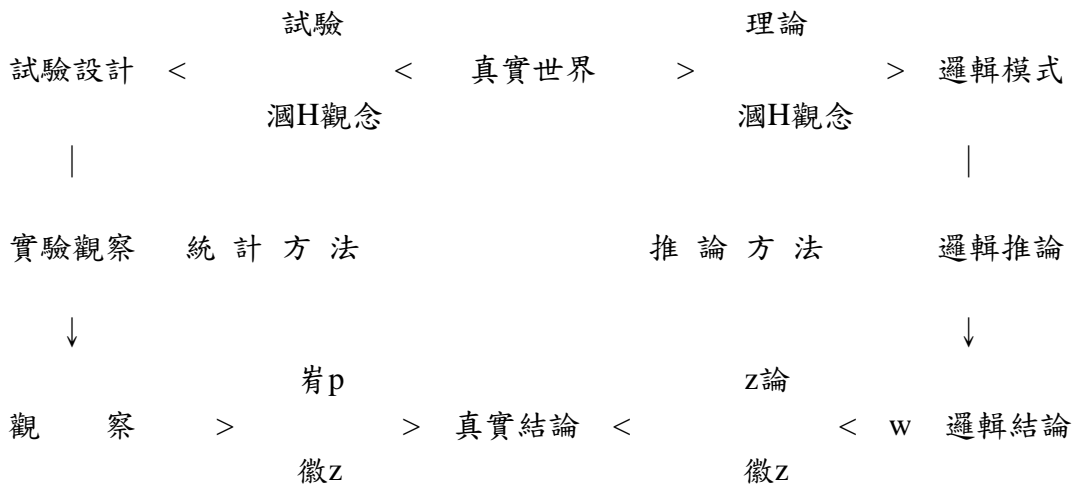 試驗 理論
試驗設計 < < 真實世界 > > 邏輯模式
溷H觀念 溷H觀念
| |
實驗觀察 統計方法 推論方法 邏輯推論
↓ ↓
峟p z論
觀察 > > 真實結論 < < w 邏輯結論
徽z 徽z